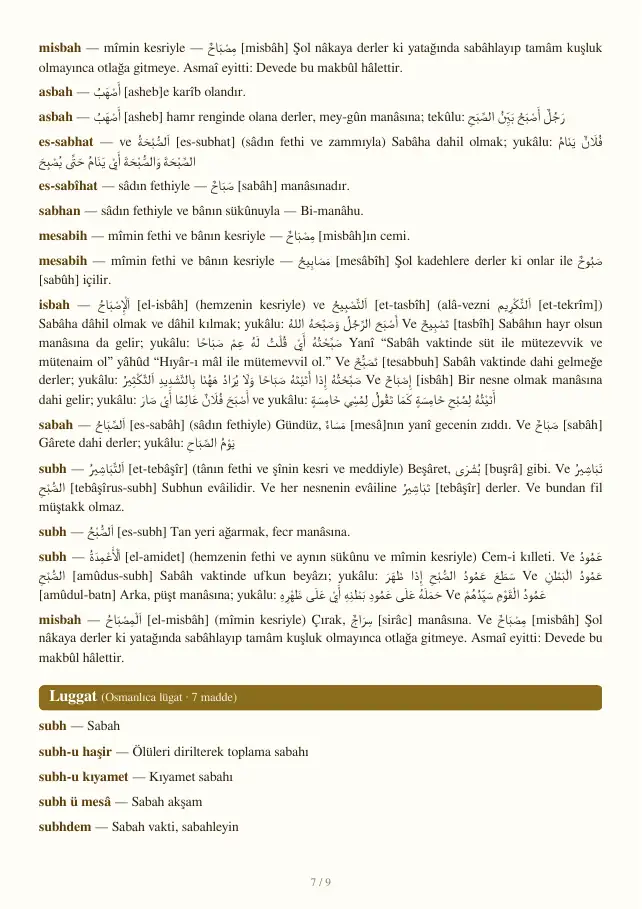 misbah — mîmin kesriyle — مِصْبَاحٌ [misbâh] Şol nâkaya derler ki yatağında sabâhlayıp tamâm kuşluk
olmayınca otlağa gitmeye. Asmaî eyitti: Devede bu makbûl hâlettir.
asbah — أَصْهَبُ [asheb]e karîb olandır.
asbah — أَصْهَبُ [asheb] hamr renginde olana derler, mey-gûn manâsına; tekûlu: رَجُلٌ أَصْبَحُ بَيِّنُ الصَّبَحِ
es-sabhat — ve اَلصُّبْحَةُ [es-subhat] (sâdın fethi ve zammıyla) Sabâha dahil olmak; yukâlu: فُلَانٌ يَنَامُ
الصَّبْحَةَ وَالصُّبْحَةَ أَيْ يَنَامُ حَتَّى يُصْبِحَ
es-sabîhat — sâdın fethiyle — صَبَاحٌ [sabâh] manâsınadır.
sabhan — sâdın fethiyle ve bânın sükûnuyla — Bi-manâhu.
mesabih — mîmin fethi ve bânın kesriyle — مِصْبَاحٌ [misbâh]ın cemi.
mesabih — mîmin fethi ve bânın kesriyle — مَصَابِيحُ [mesâbîh] Şol kadehlere derler ki onlar ile صَبُوحٌ
[sabûh] içilir.
isbah — اَلْإِصْبَاحُ [el-isbâh] (hemzenin kesriyle) ve اَلتَّصْبِيحُ [et-tasbîh] (alâ-vezni اَلتَّكْرِيمِ [et-tekrîm])
Sabâha dâhil olmak ve dâhil kılmak; yukâlu: أَصْبَحَ الرَّجُلُ وَصَبَّحَهُ اللهُ Ve تَصْبِيحٌ [tasbîh] Sabâhın hayr olsun
manâsına da gelir; yukâlu: صَبَّحْتُهُ أَيْ قُلْتُ لَهُ عِمْ صَبَاحًا Yanî “Sabâh vaktinde süt ile mütezevvik ve
mütenaim ol” yâhûd “Hıyâr-ı mâl ile mütemevvil ol.” Ve تَصَبُّحٌ [tesabbuh] Sabâh vaktinde dahi gelmeğe
derler; yukâlu: صَبَّحْتُهُ إِذَا أَتَيْتَهُ صَبَاحًا وَلَا يُرَادُ هَهُنَا بِالتَّشْدِيدِ اَلتَّكْثِيرُ Ve إِصْبَاحٌ [isbâh] Bir nesne olmak manâsına
dahi gelir; yukâlu: أَصْبَحَ فُلَانٌ عَالِمًا أَيْ صَارَ ve yukâlu: أَتَيْتُهُ لِصُبْحِ خَامِسَةٍ كَمَا تَقُولُ لِمُسْيِ خَامِسَةٍ
sabah — اَلصَّبَاحُ [es-sabâh] (sâdın fethiyle) Gündüz, مَسَاءٌ [mesâ]nın yanî gecenin zıddı. Ve صَبَاحٌ [sabâh]
Gârete dahi derler; yukâlu: يَوْمُ الصَّبَاحِ
subh — اَلتَّبَاشِيرُ [et-tebâşîr] (tânın fethi ve şînin kesri ve meddiyle) Beşâret, بُشْرَى [buşrâ] gibi. Ve تَبَاشِيرُ
الصُّبْحِ [tebâşîrus-subh] Subhun evâilidir. Ve her nesnenin evâiline تَبَاشِيرُ [tebâşîr] derler. Ve bundan fil
müştakk olmaz.
subh — اَلصُّبْحُ [es-subh] Tan yeri ağarmak, fecr manâsına.
subh — اَلْأَعْمِدَةُ [el-amidet] (hemzenin fethi ve aynın sükûnu ve mîmin kesriyle) Cem-i kılleti. Ve عَمُودُ
الصُّبْحِ [amûdus-subh] Sabâh vaktinde ufkun beyâzı; yukâlu: سَطَعَ عَمُودُ الصُّبْحِ إِذَا ظَهَرَ Ve عَمُودُ الْبَطْنِ
[amûdul-batn] Arka, püşt manâsına; yukâlu: حَمَلَهُ عَلَى عَمُودِ بَطْنِهِ أَيْ عَلَى ظَهْرِهِ Ve عَمُودُ الْقَوْمِ سَيِّدُهُمْ
misbah — اَلْمِصْبَاحُ [el-misbâh] (mîmin kesriyle) Çırak, سِرَاجٌ [sirâc] manâsına. Ve مِصْبَاحٌ [misbâh] Şol
nâkaya derler ki yatağında sabâhlayıp tamâm kuşluk olmayınca otlağa gitmeye. Asmaî eyitti: Devede bu
makbûl hâlettir.
Luggat (Osmanlıca lügat · 7 madde)
subh — Sabah
subh-u haşir — Ölüleri dirilterek toplama sabahı
subh-u kıyamet — Kıyamet sabahı
subh ü mesâ — Sabah akşam
subhdem — Sabah vakti, sabahleyin
7 / 9